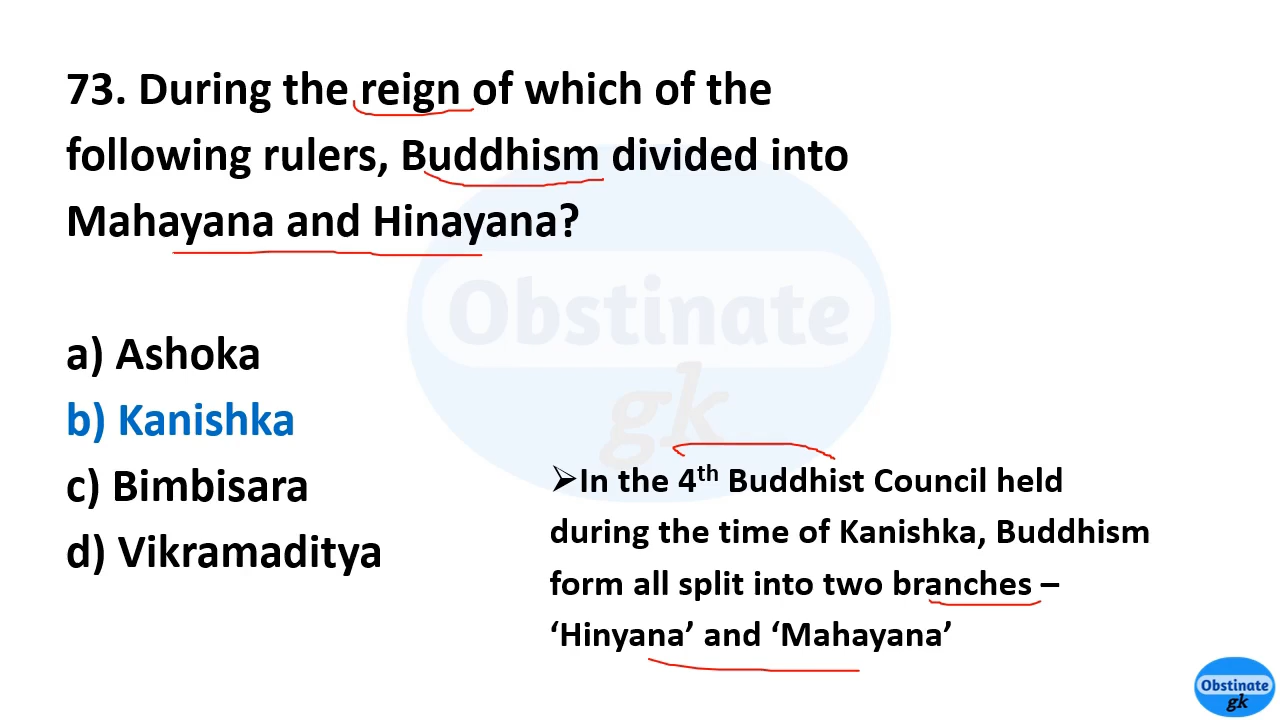 73. During the reign of which of the
following rulers, Buddhism divided into
Mahayana and Hinayana?
Obstinate
gk
a) Ashoka
b) Kanishka
c) Bimbisara
d) Vikramaditya
➢In the 4th Buddhist Council held
during the time of Kanishka, Buddhism
form all split into two branches –
‘Hinyana’ and ‘Mahayana’
Obstinate
gk